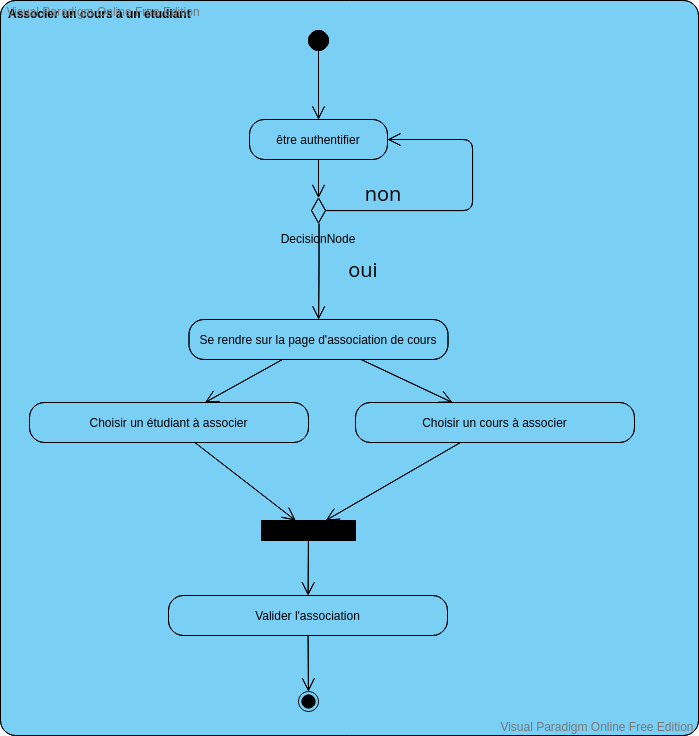 Visual Paradigm Online Free Edition
Associer un cours à un étudiant
être authentifier
non
DecisionNode
oui
Se rendre sur la page d'association de cours
Choisir un étudiant à associer
Choisir un cours à associer
Valider l'association
Visual Paradigm Online Free Edition